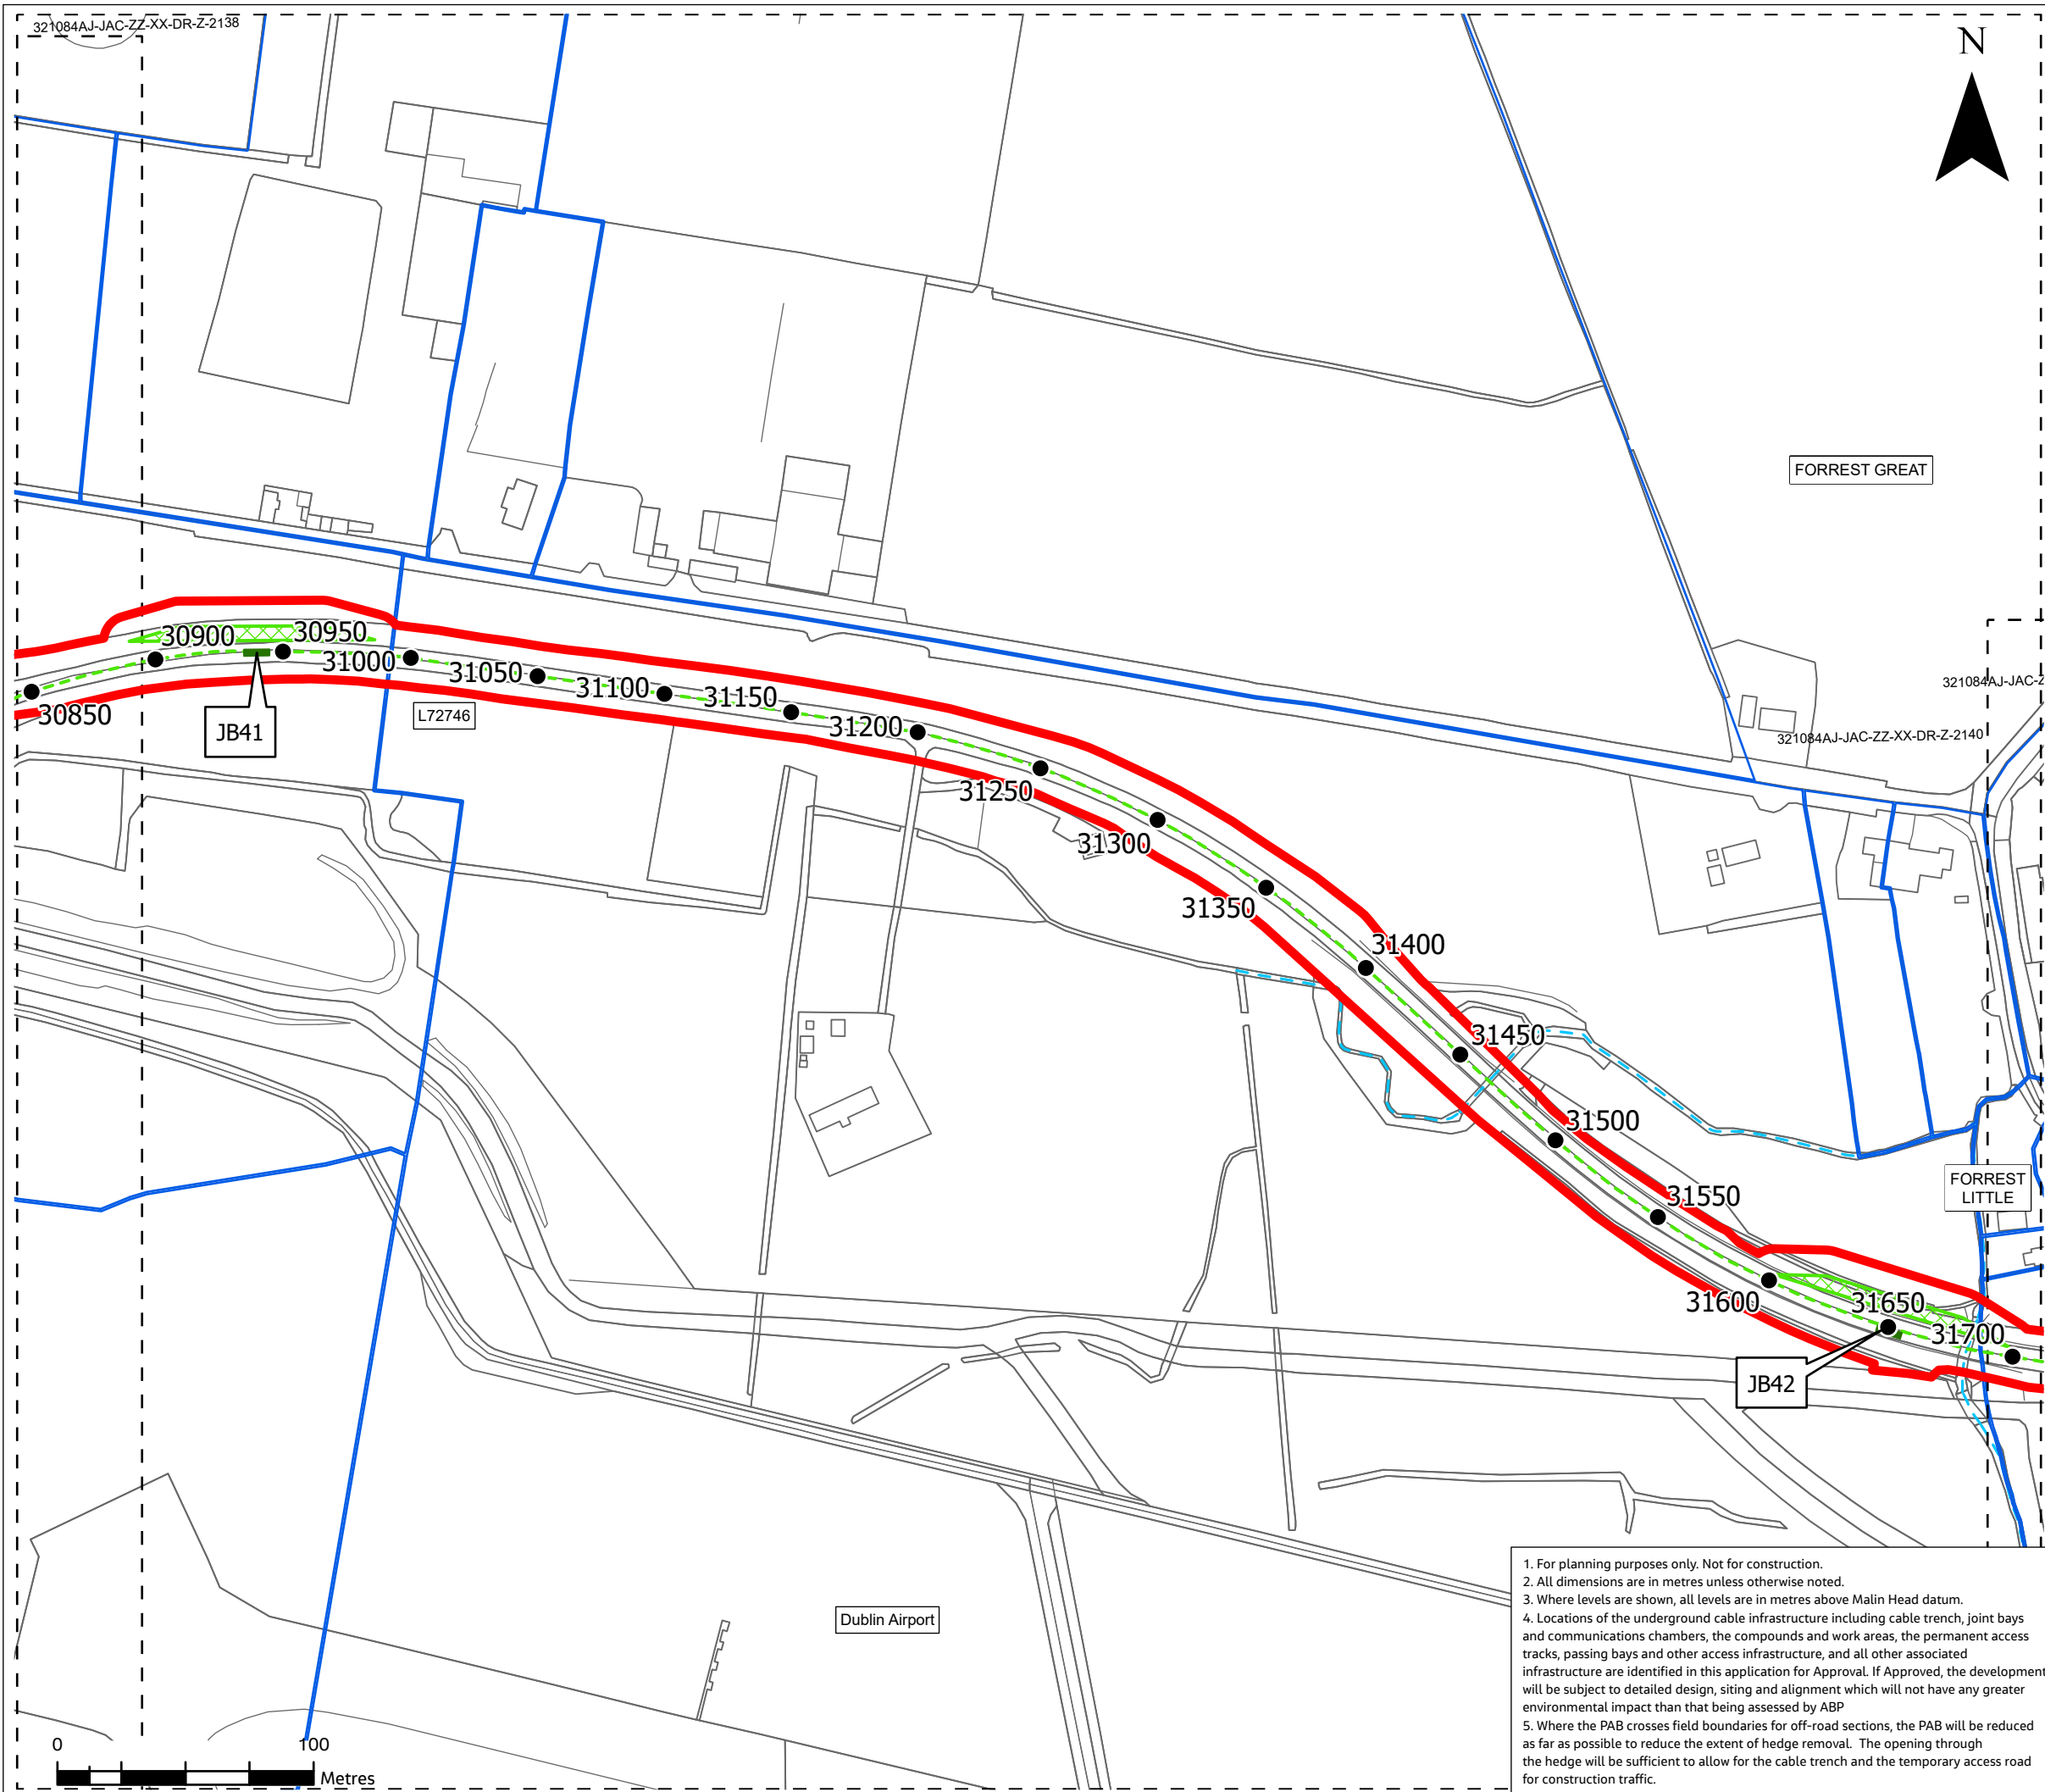 321084AJ-JAC-ZZ-XX-DR-Z-2138
N
FORREST GREAT
30900
30950
31000
31050
31100
31150
31200
30850
JB41
L72746
321084AJ-JAC-Z
321084AJ-JAC-ZZ-XX-DR-Z-2140
31250
31300
31350
31400
31450
31500
31550
FORREST
LITTLE
31600
31650
31700
JB42
Dublin Airport
1. For planning purposes only. Not for construction.
2. All dimensions are in metres unless otherwise noted.
3. Where levels are shown, all levels are in metres above Malin Head datum.
4. Locations of the underground cable infrastructure including cable trench, joint bays
and communications chambers, the compounds and work areas, the permanent access
tracks, passing bays and other access infrastructure, and all other associated
infrastructure are identified in this application for Approval. If Approved, the development
will be subject to detailed design, siting and alignment which will not have any greater
environmental impact than that being assessed by ABP
5. Where the PAB crosses field boundaries for off-road sections, the PAB will be reduced
as far as possible to reduce the extent of hedge removal. The opening through
the hedge will be sufficient to allow for the cable trench and the temporary access road
for construction traffic.
0
100
Metres